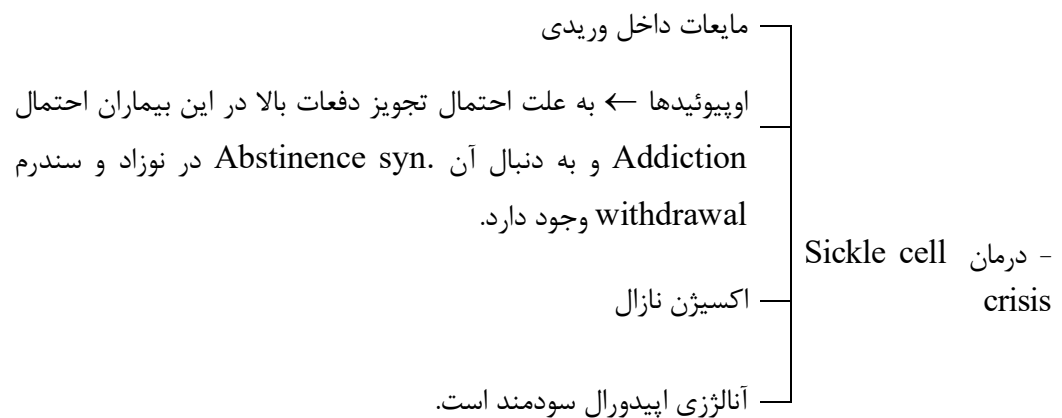 - درمان Sickle cell
crisis
مایعات داخل وریدی
اوپیوئیدها ← به علت احتمال تجویز دفعات بالا در این بیماران احتمال
Addiction و به دنبال آن Abstinence syn. در نوزاد و سندرم
withdrawal وجود دارد.
اکسیژن نازال
آنالژزی اپیدورال سودمند است.